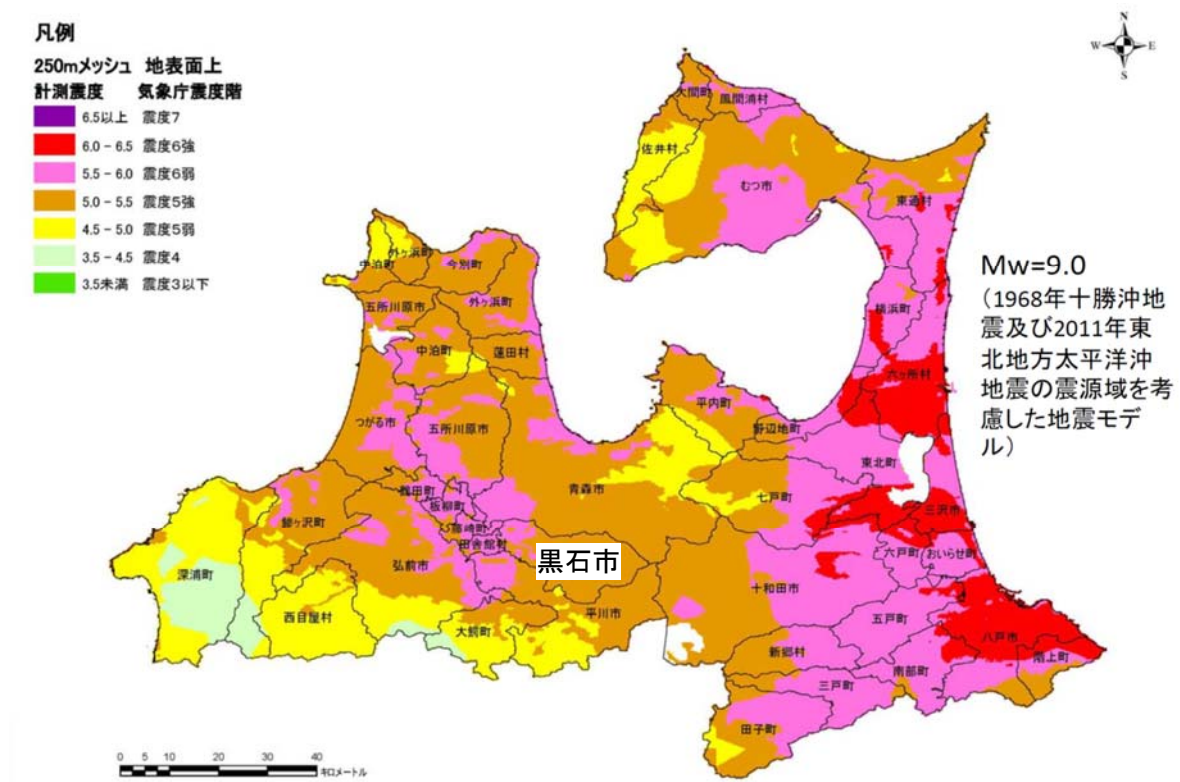 凡例
250mメッシュ 地表面上
計測震度 気象庁震度階
6.5以上 震度7
6.0 - 6.5 震度6強
5.5 - 6.0 震度6弱
5.0 - 5.5 震度5強
4.5 - 5.0 震度5弱
3.5 - 4.5 震度4
3.5未満 震度3以下
N
W E
S
大間町
風間浦村
佐井村
むつ市
東通村
外ヶ浜町
中泊町
今別町
五所川原市
外ヶ浜町
中泊町
蓬田村
横浜町
六ヶ所村
Mw=9.0
(1968年十勝沖地
震及び2011年東
北地方太平洋沖
地震の震源域を考
慮した地震モデ
ル)
つがる市
五所川原市
平内町
野辺地町
東北町
青森市
七戸町
三沢市
鶴田町
板柳町
藤崎町
田舎館村
鰺ヶ沢町
弘前市
黒石市
六戸町
おいらせ町
深浦町
西目屋村
大鰐町
平川市
十和田市
五戸町
八戸市
新郷村
階上町
南部町
三戸町
田子町
0 5 10 20 30 40
キロメートル